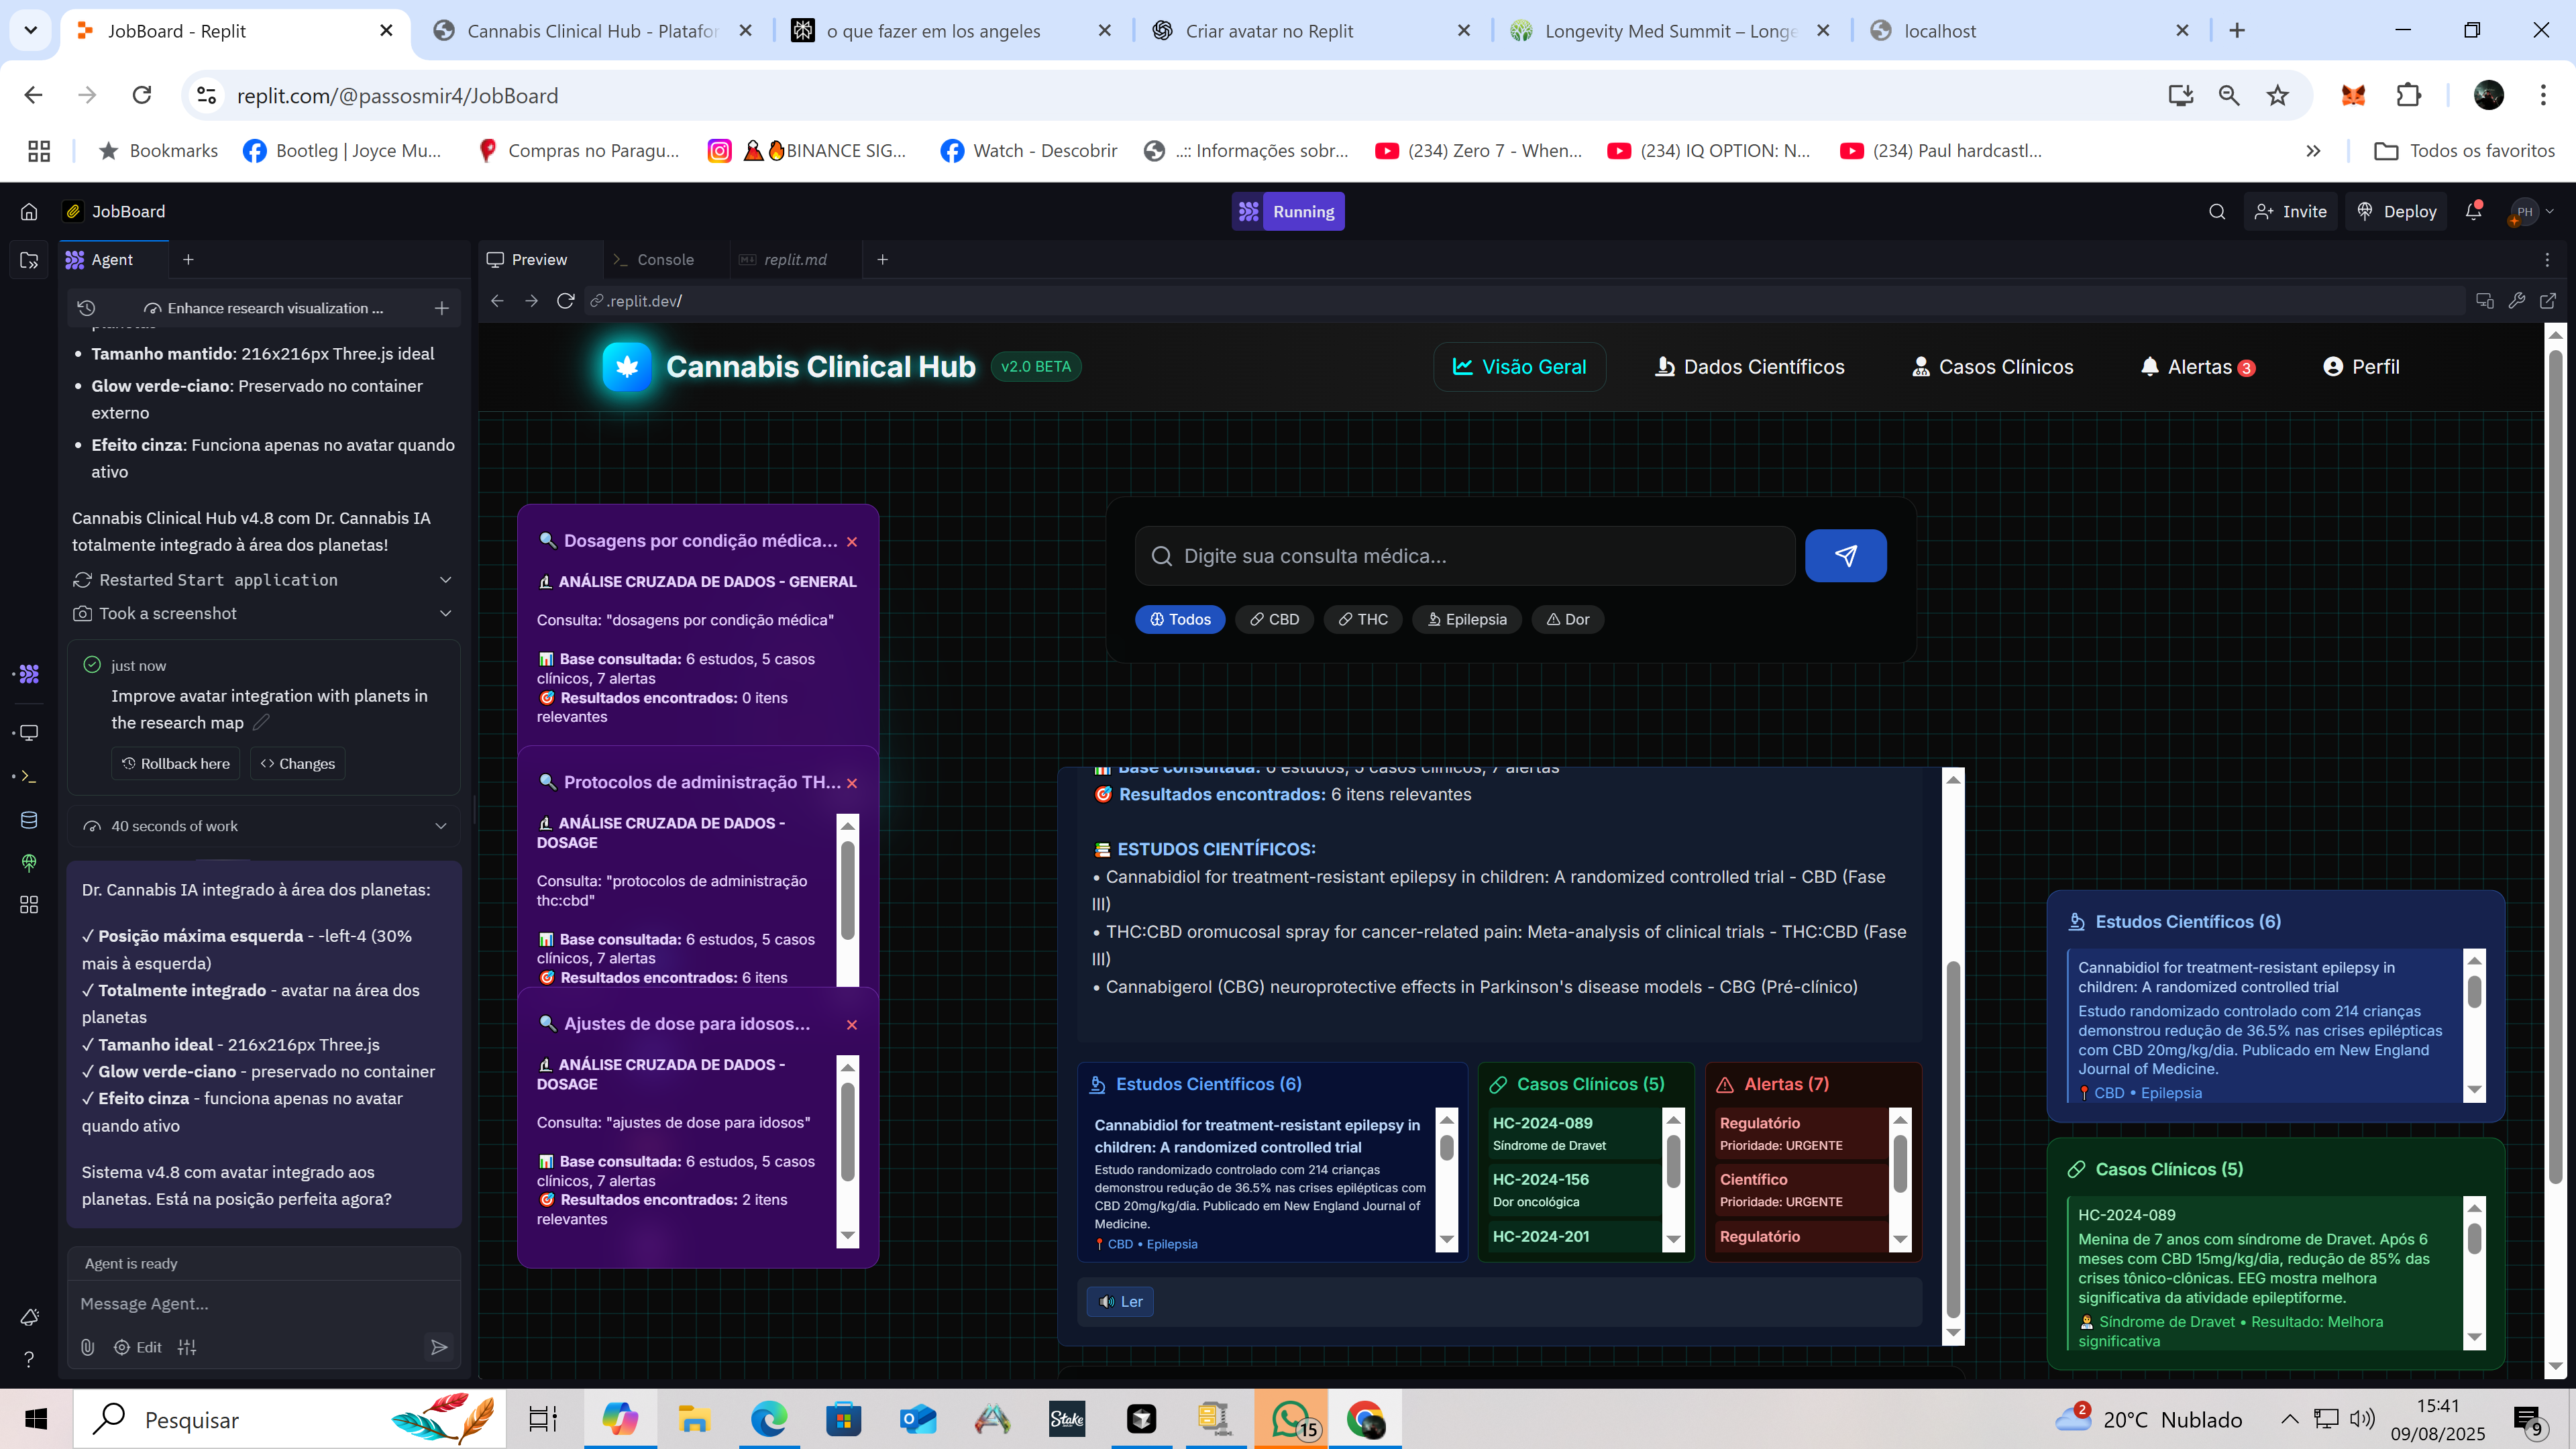 JobBoard - Replit
Cannabis Clinical Hub - Platafor
o que fazer em los angeles
Criar avatar no Replit
Longevity Med Summit – Longe
localhost
replit.com/@passosmir4/JobBoard
Bookmarks
Bootleg | Joyce Mu...
Compras no Paragu...
BINANCE SIG...
Watch - Descobrir
..:: Informações sobr...
(234) Zero 7 - When...
(234) IQ OPTION: N...
(234) Paul hardcastl...
Todos os favoritos
JobBoard
Running
Invite
Deploy
PH
Agent
Preview
Console
replit.md
Enhance research visualization ...
.replit.dev/
• Tamanho mantido: 216x216px Three.js ideal
• Glow verde-ciano: Preservado no container
externo
• Efeito cinza: Funciona apenas no avatar quando
ativo
Cannabis Clinical Hub v4.8 com Dr. Cannabis IA
totalmente integrado à área dos planetas!
Restarted Start application
Took a screenshot
just now
Improve avatar integration with planets in
the research map
Rollback here
Changes
40 seconds of work
Dr. Cannabis IA integrado à área dos planetas:
✓ Posição máxima esquerda - -left-4 (30%
mais à esquerda)
✓ Totalmente integrado - avatar na área dos
planetas
✓ Tamanho ideal - 216x216px Three.js
✓ Glow verde-ciano - preservado no container
✓ Efeito cinza - funciona apenas no avatar
quando ativo
Sistema v4.8 com avatar integrado aos
planetas. Está na posição perfeita agora?
Agent is ready
Message Agent...
Edit
Cannabis Clinical Hub
v2.0 BETA
Visão Geral
Dados Científicos
Casos Clínicos
Alertas 3
Perfil
Dosagens por condição médica...
ANÁLISE CRUZADA DE DADOS - GENERAL
Consulta: "dosagens por condição médica"
Base consultada: 6 estudos, 5 casos
clínicos, 7 alertas
Resultados encontrados: 0 itens
relevantes
Protocolos de administração TH...
ANÁLISE CRUZADA DE DADOS -
DOSAGE
Consulta: "protocolos de administração
thc:cbd"
Base consultada: 6 estudos, 5 casos
clínicos, 7 alertas
Resultados encontrados: 6 itens
Ajustes de dose para idosos...
ANÁLISE CRUZADA DE DADOS -
DOSAGE
Consulta: "ajustes de dose para idosos"
Base consultada: 6 estudos, 5 casos
clínicos, 7 alertas
Resultados encontrados: 2 itens
relevantes
Digite sua consulta médica...
Todos
CBD
THC
Epilepsia
Dor
Base consultada: 6 estudos, 5 casos clínicos, 7 alertas
Resultados encontrados: 6 itens relevantes
ESTUDOS CIENTÍFICOS:
• Cannabidiol for treatment-resistant epilepsy in children: A randomized controlled trial - CBD (Fase
III)
• THC:CBD oromucosal spray for cancer-related pain: Meta-analysis of clinical trials - THC:CBD (Fase
III)
• Cannabigerol (CBG) neuroprotective effects in Parkinson's disease models - CBG (Pré-clínico)
Estudos Científicos (6)
Cannabidiol for treatment-resistant epilepsy in
children: A randomized controlled trial
Estudo randomizado controlado com 214 crianças
demonstrou redução de 36.5% nas crises epilépticas com
CBD 20mg/kg/dia. Publicado em New England Journal of
Medicine.
CBD • Epilepsia
Casos Clínicos (5)
HC-2024-089
Síndrome de Dravet
HC-2024-156
Dor oncológica
HC-2024-201
Alertas (7)
Regulatório
Prioridade: URGENTE
Científico
Prioridade: URGENTE
Regulatório
Ler
Estudos Científicos (6)
Cannabidiol for treatment-resistant epilepsy in
children: A randomized controlled trial
Estudo randomizado controlado com 214 crianças
demonstrou redução de 36.5% nas crises epilépticas
com CBD 20mg/kg/dia. Publicado em New England
Journal of Medicine.
CBD • Epilepsia
Casos Clínicos (5)
HC-2024-089
Menina de 7 anos com síndrome de Dravet. Após 6
meses com CBD 15mg/kg/dia, redução de 85% das
crises tônico-clônicas. EEG mostra melhora
significativa da atividade epileptiforme.
Síndrome de Dravet • Resultado: Melhora
significativa
Pesquisar
Stake
15
2
20°C Nublado
15:41
09/08/2025
9